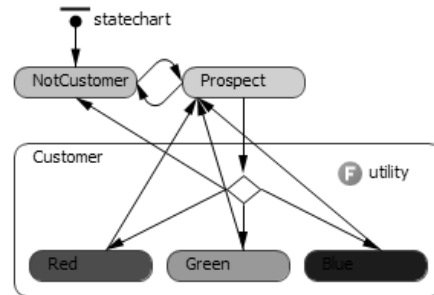 statechart
NotCustomer
Prospect
Customer
F utility
Red
Green
Blue